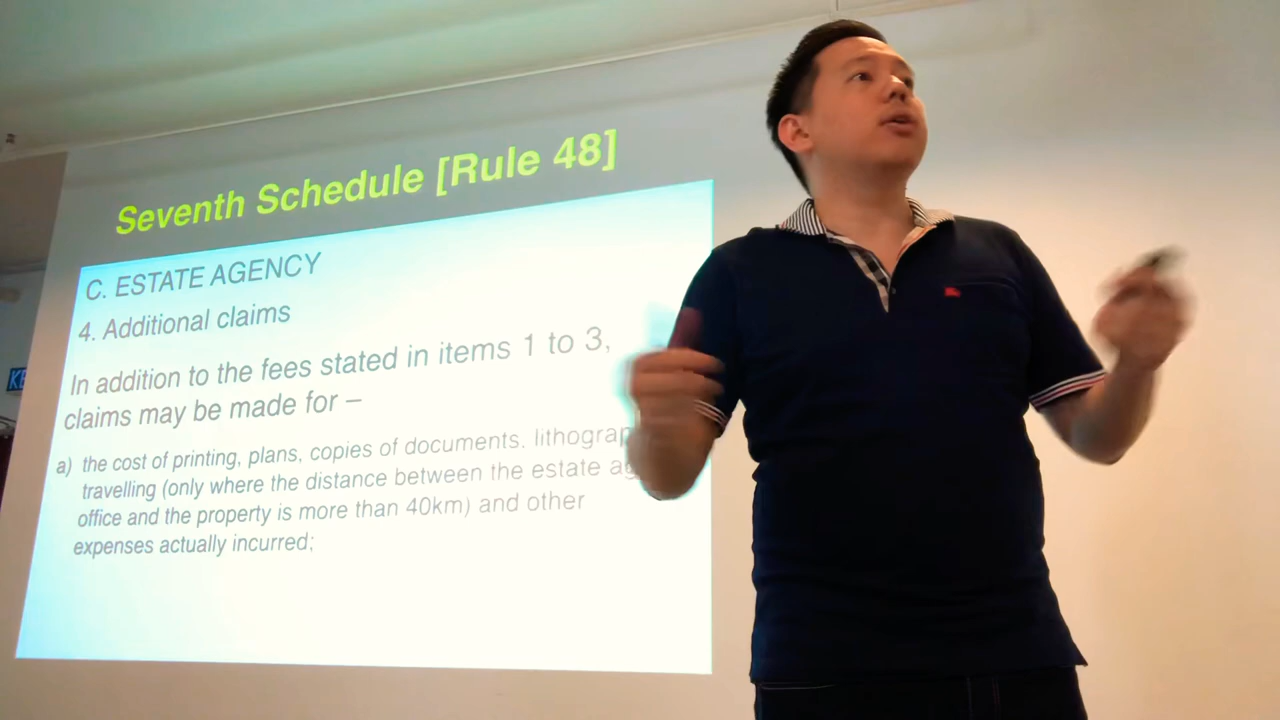 Seventh Schedule [Rule 48]
C. ESTATE AGENCY
4. Additional claims
In addition to the fees stated in items 1 to 3,
claims may be made for –
a) the cost of printing, plans, copies of documents. lithograp
travelling (only where the distance between the estate
office and the property is more than 40km) and other
expenses actually incurred;